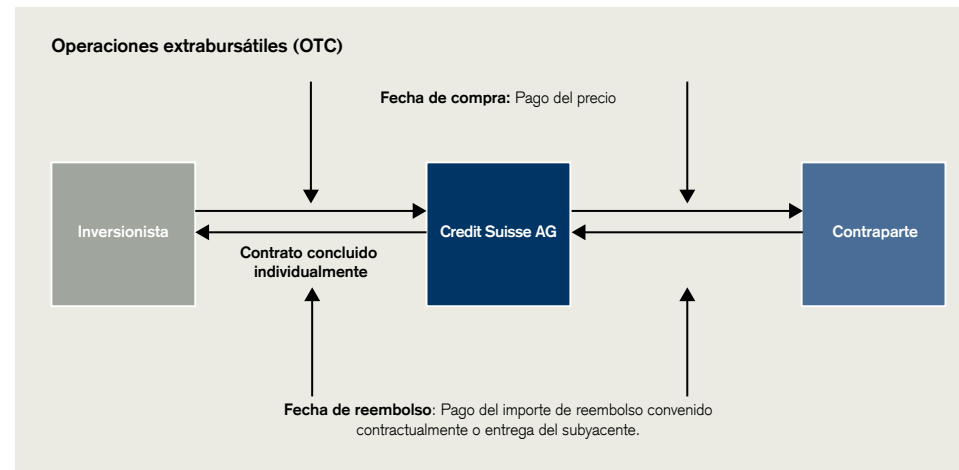 Operaciones extrabursátiles (OTC)
Fecha de compra: Pago del precio
Inversionista
Credit Suisse AG
Contraparte
Contrato concluido
individualmente
Fecha de reembolso: Pago del importe de reembolso convenido
contractualmente o entrega del subyacente.